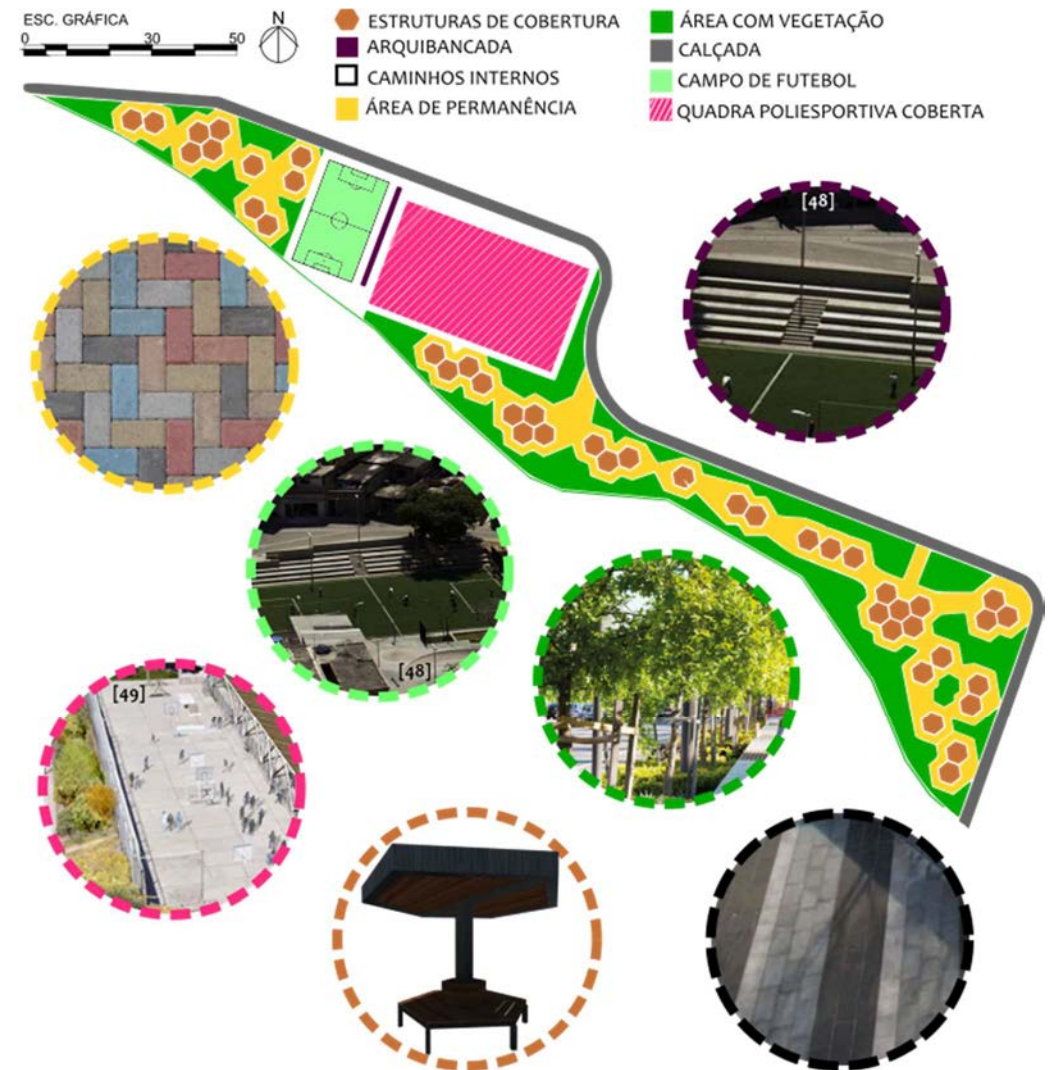 ESC. GRÁFICA
0 30 50
N
ESTRUTURAS DE COBERTURA
ARQUIBANCADA
CAMINHOS INTERNOS
ÁREA DE PERMANÊNCIA
ÁREA COM VEGETAÇÃO
CALÇADA
CAMPO DE FUTEBOL
QUADRA POLIESPORTIVA COBERTA
[48]
[48]
[49]